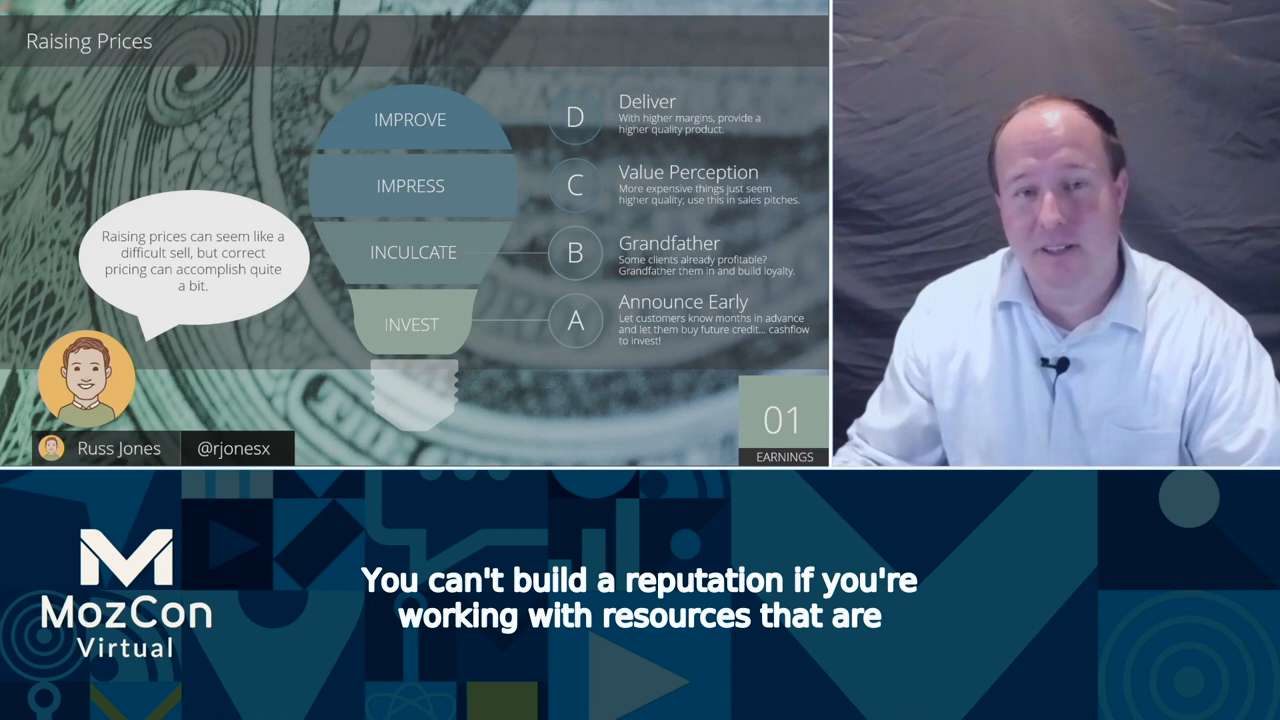 Raising Prices
IMPROVE
IMPRESS
INCULCATE
INVEST
D
Deliver
With higher margins, provide a
higher quality product.
C
Value Perception
More expensive things just seem
higher quality; use this in sales pitches.
B
Grandfather
Some clients already profitable?
Grandfather them in and build loyalty.
A
Announce Early
Let customers know months in advance
and let them buy future credit... cashflow
to invest!
Raising prices can seem like a
difficult sell, but correct
pricing can accomplish quite
a bit.
Russ Jones
@rjonesx
01
EARNINGS
MozCon
Virtual
You can't build a reputation if you're
working with resources that are